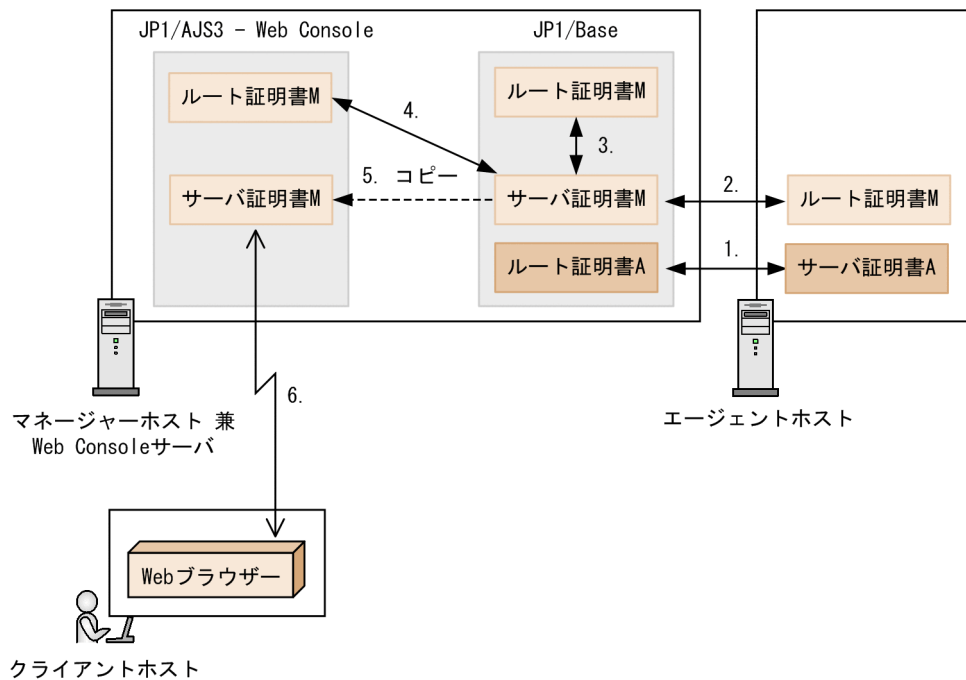 JP1/AJS3 - Web Console
JP1/Base
ルート証明書M
4.
ルート証明書M
3.
サーバ証明書M
5. コピー
サーバ証明書M
2.
ルート証明書M
ルート証明書A
1.
サーバ証明書A
6.
マネージャーホスト 兼
Web Consoleサーバ
エージェントホスト
Webブラウザー
クライアントホスト